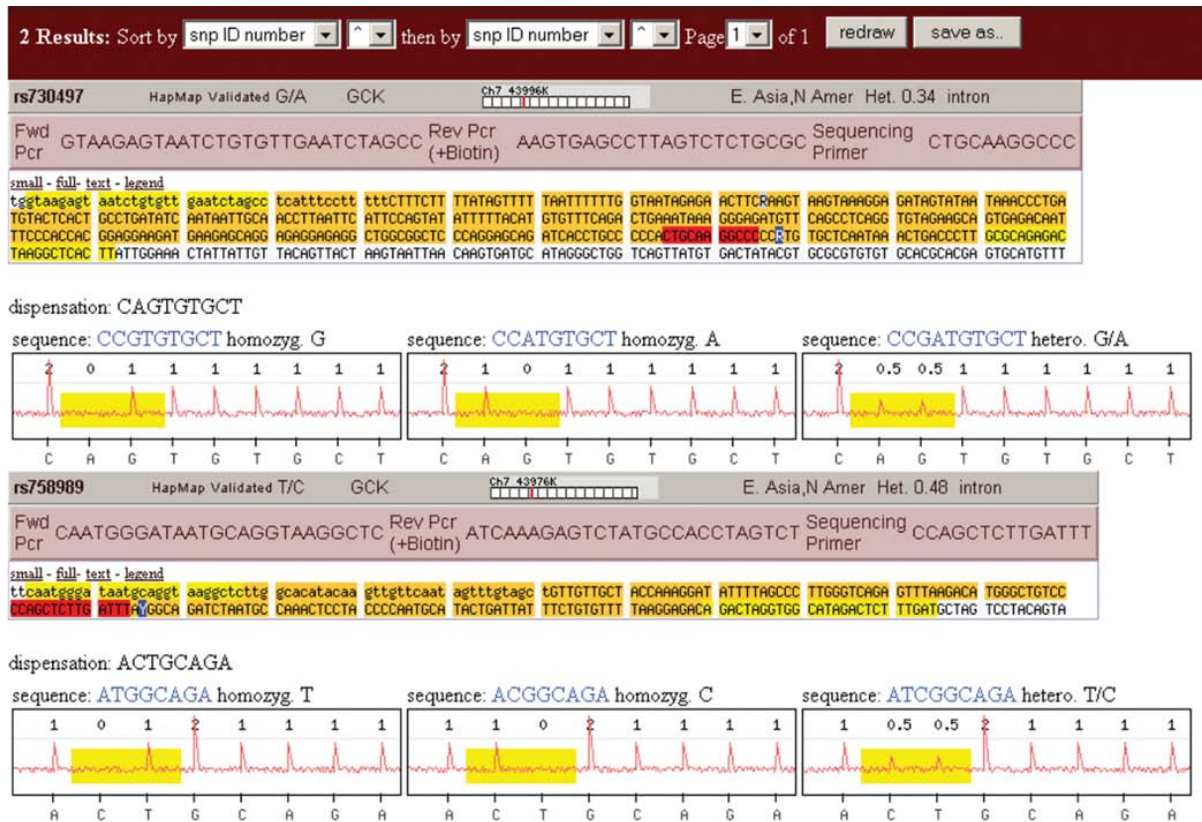 2 Results: Sort by snp ID number ^ then by snp ID number ^ Page 1 of 1 redraw save as..
rs730497 HapMap Validated G/A GCK Ch7 43996K E. Asia,N Amer Het. 0.34 intron
Fwd Pcr GTAAGAGTAATCTGTGTTGAATCTAGCC Rev Pcr (+Biotin) AAGTGAGCCTTAGTCTCTGCGC Sequencing Primer CTGCAAGGCCC
small - full- text - legend
tggtaagagt aatctgtgtt gaatctagcc tcatttcctt tttCTTTCTT TTATAGTTTT TAATTTTTTG GGTAATAGAGA ACTTCRAAGT AAGTAAAGGA GATAGTATAA TAAACCCTGA
TGTACTCACT GCCTGATATC AATAATTGCA ACCTTAATTC ATTCCAGTAT ATTTTTACAT GTGTTTCAGA CTGAAATAAA GGGAGATGTT CAGCCTCAGG TGTAGAAGCA GTGAGACAAT
TTCCCACCAC GGAGGAAGAT GAAGAGCAGG AGAGGAGAGG CTGGCGGCTC CCAGGAGCAG ATCACCTGCC CCCACTGCAA GGCCCCCRTG TGCTCAATAA ACTGACCCTT GCGCAGAGAC
TAAGGCTCAC TTATTGGAAA CTATTATTGT TACAGTTACT AAGTAATTAA CAAGTGATGC ATAGGGCTGG TCAGTTATGT GACTATACGT GCGCGTGTGT GCACGCACGA GTGCATGTTT
dispensation: CAGTGTGCT
sequence: CCGTGTGCT homozyg. G sequence: CCATGTGCT homozyg. A sequence: CCGATGTGCT hetero. G/A
2 0 1 1 1 1 1 1 1 2 1 0 1 1 1 1 1 1 2 0.5 0.5 1 1 1 1 1 1
C A G T G T G C T C A G T G T G C T C A G T G T G C T
rs758989 HapMap Validated T/C GCK Ch7 43976K E. Asia,N Amer Het. 0.48 intron
Fwd Pcr CAATGGGATAATGCAGGTAAGGCTC Rev Pcr (+Biotin) ATCAAAGAGTCTATGCCACCTAGTCT Sequencing Primer CCAGCTCTTGATTT
small - full- text - legend
ttcaatggga taatgcaggt aaggctcttg gcacatacaa gttgttcaat agtttgtagc tGTTGTTGCT ACCAAAGGAT ATTTTAGCCC TTGGGTCAGA GTTTAAGACA TGGGCTGTCC
CCAGCTCTTG ATTTAYGGCA GATCTAATGC CAAACTCCTA CCCCAATGCA TACTGATTAT TTCTGTGTTT TAAGGAGACA GACTAGGTGG CATAGACTCT TTGATGCTAG TCCTACAGTA
dispensation: ACTGCAGA
sequence: ATGGCAGA homozyg. T sequence: ACGGCAGA homozyg. C sequence: ATCGGCAGA hetero. T/C
1 0 1 2 1 1 1 1 1 1 0 2 1 1 1 1 1 0.5 0.5 2 1 1 1 1
A C T G C A G A A C T G C A G A A C T G C A G A